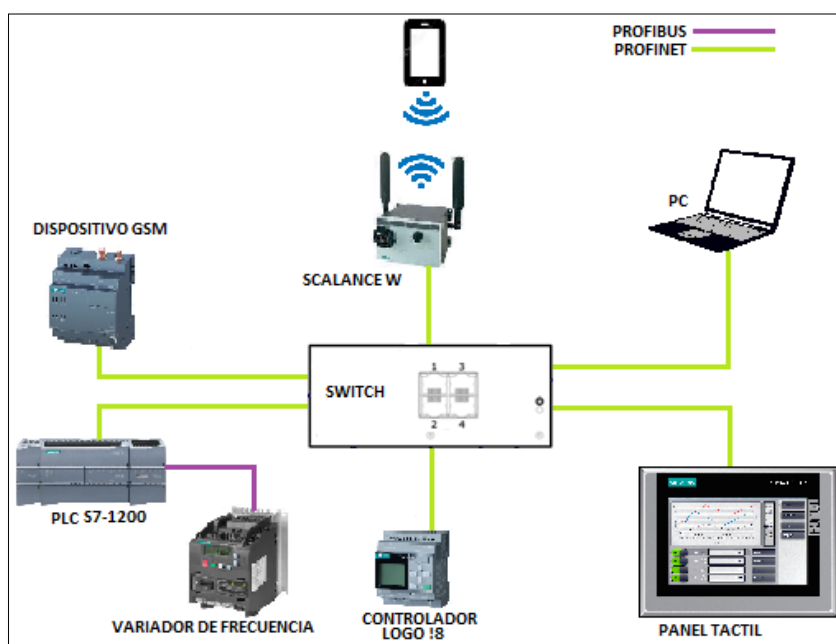 PROFIBUS
PROFINET
PC
DISPOSITIVO GSM
SCALANCE W
SWITCH
1 3
2 4
PLC S7-1200
VARIADOR DE FRECUENCIA
CONTROLADOR
LOGO !8
PANEL TACTIL
SIEMENS